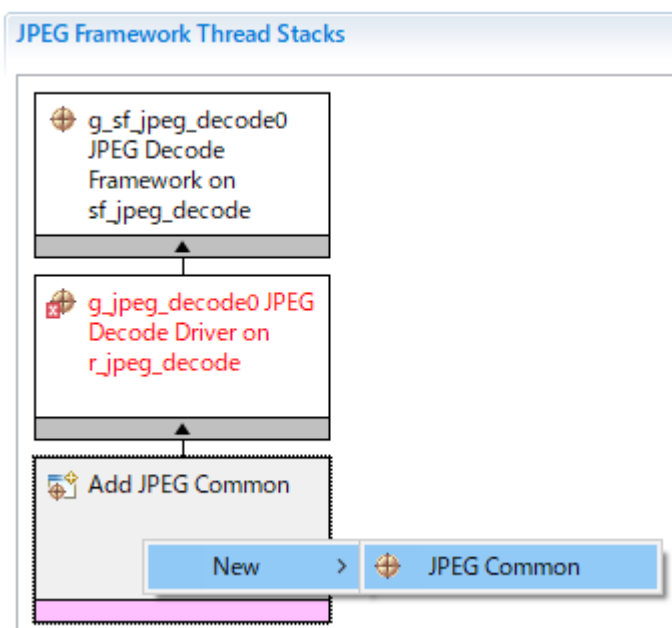 JPEG Framework Thread Stacks
g_sf_jpeg_decode0
JPEG Decode
Framework on
sf_jpeg_decode
g_jpeg_decode0 JPEG
Decode Driver on
r_jpeg_decode
Add JPEG Common
New
JPEG Common